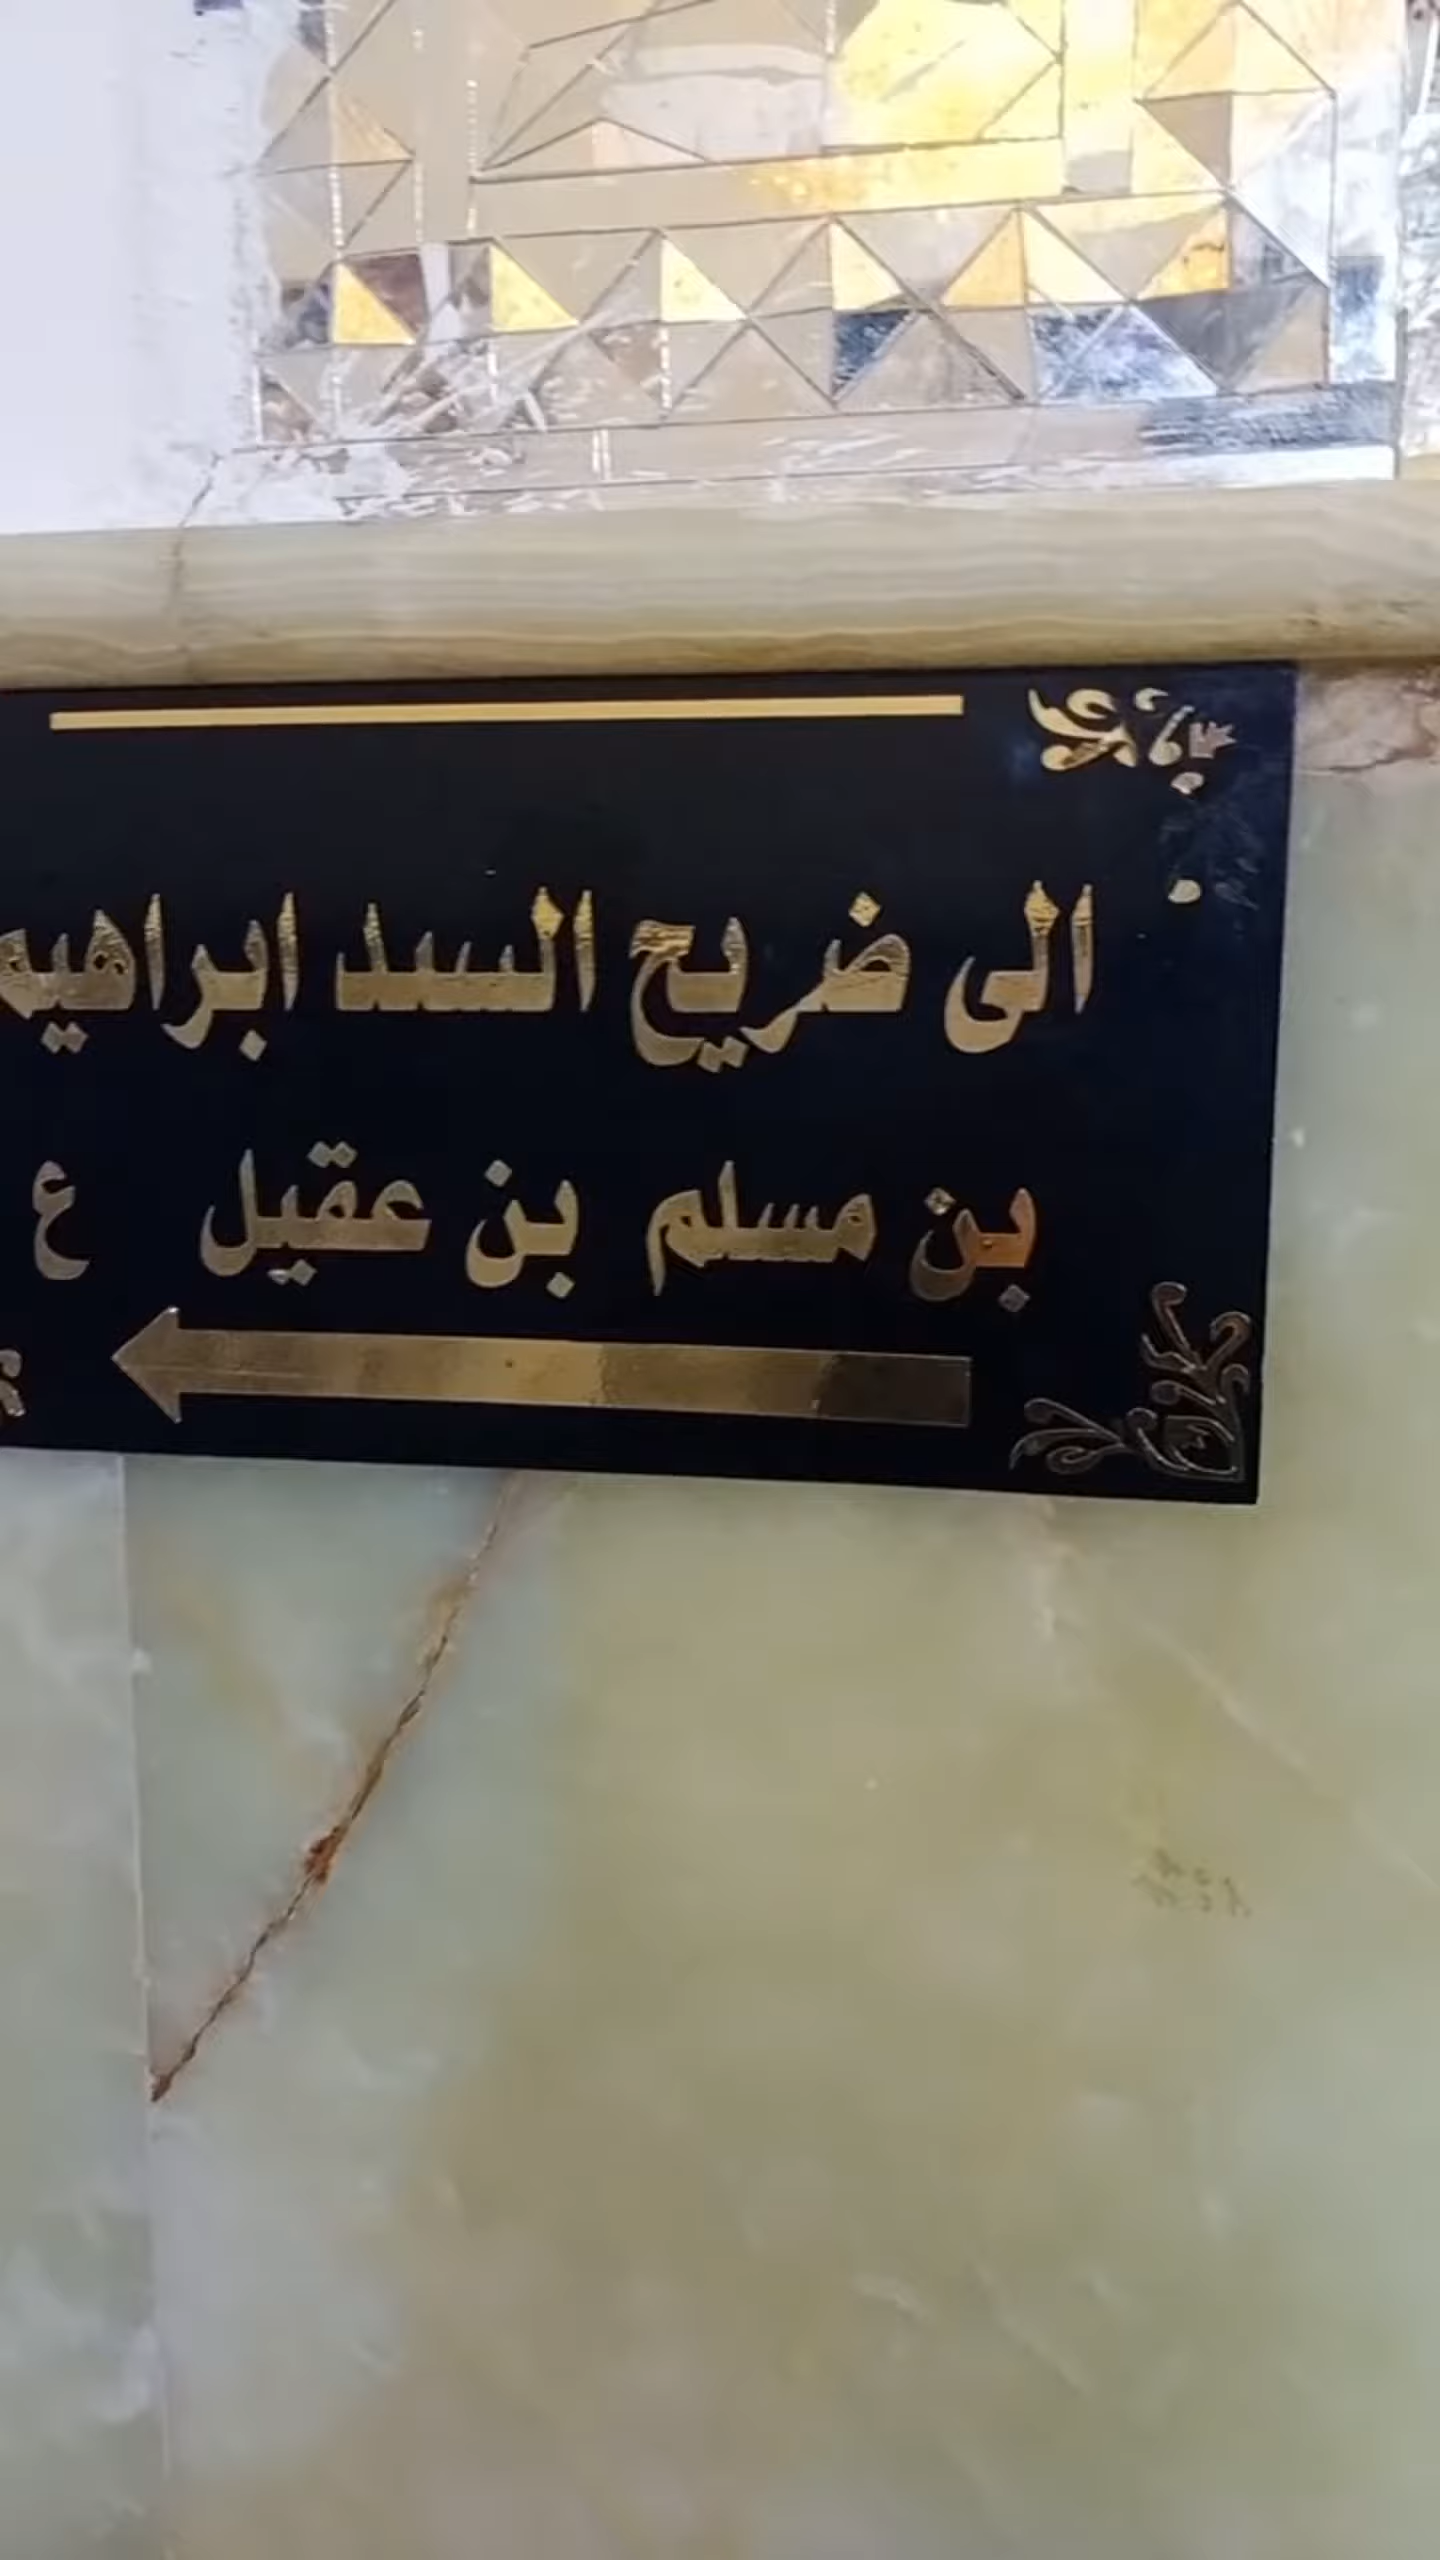 الى ضريح السيد ابراهيم
بن مسلم بن عقيل ع